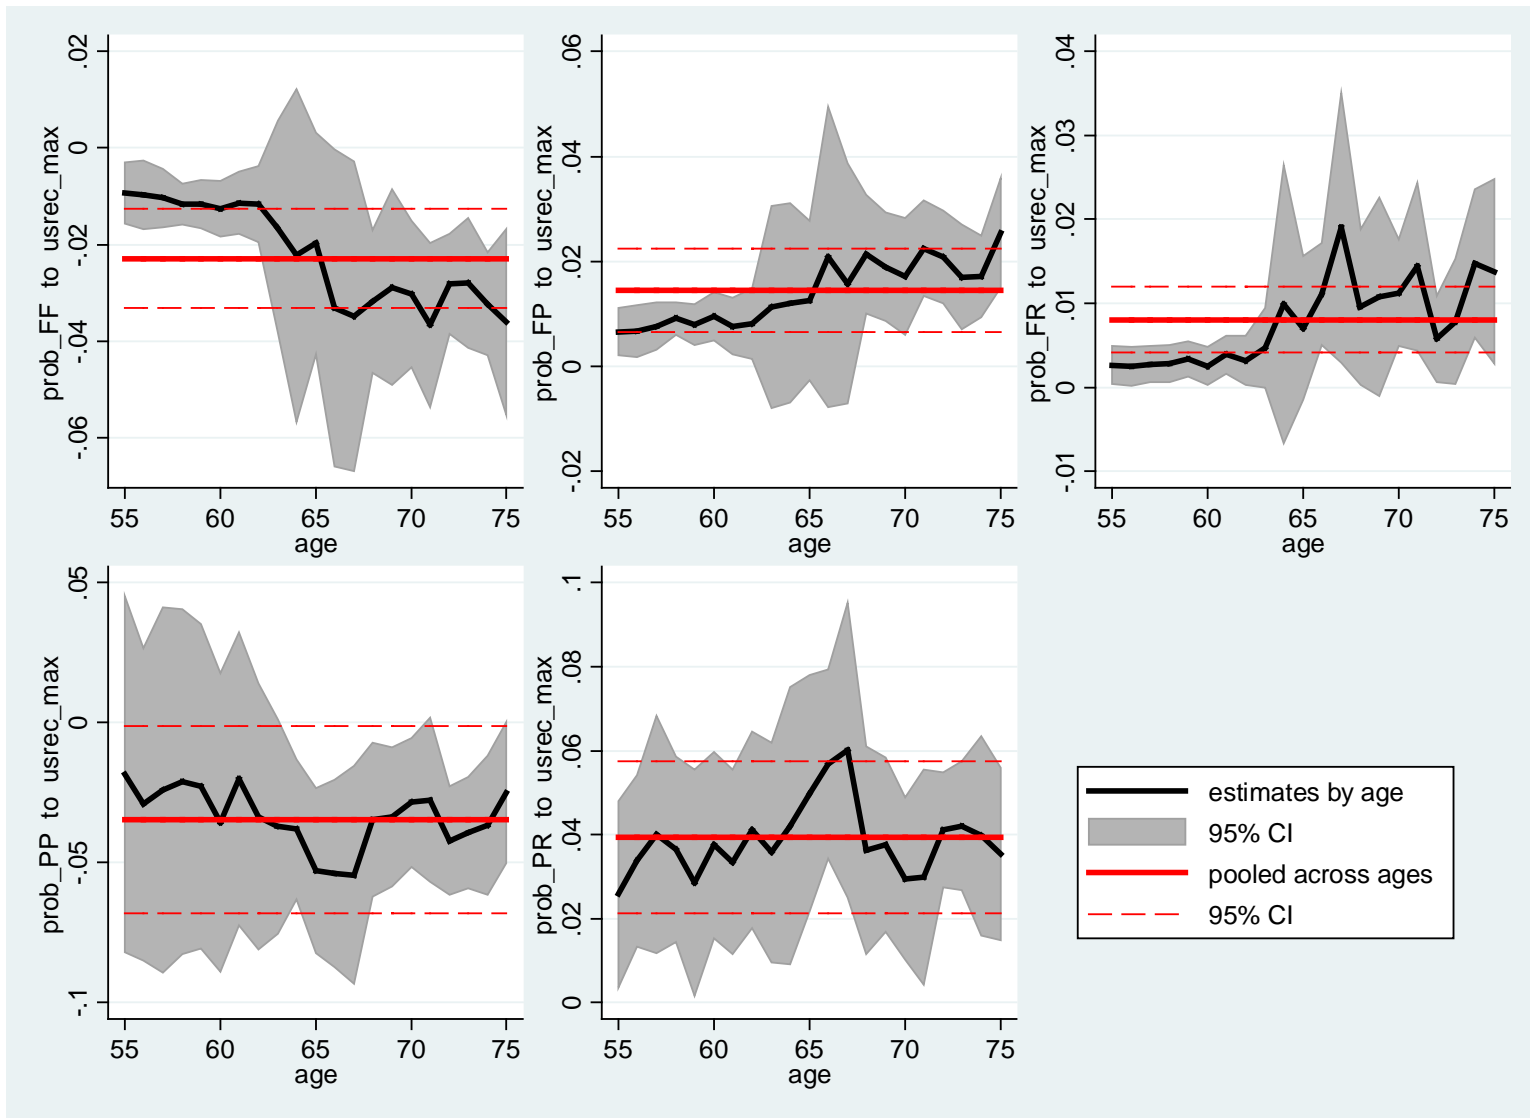 prob_FF to usrec_max
.02
0
-.02
-.04
-.06
55 60 65 70 75
age
prob_FP to usrec_max
.06
.04
.02
0
-.02
55 60 65 70 75
age
prob_FR to usrec_max
.04
.03
.02
.01
0
-.01
55 60 65 70 75
age
prob_PP to usrec_max
.05
0
-.05
-.1
55 60 65 70 75
age
prob_PR to usrec_max
.1
.08
.06
.04
.02
0
55 60 65 70 75
age
estimates by age
95% CI
pooled across ages
95% CI